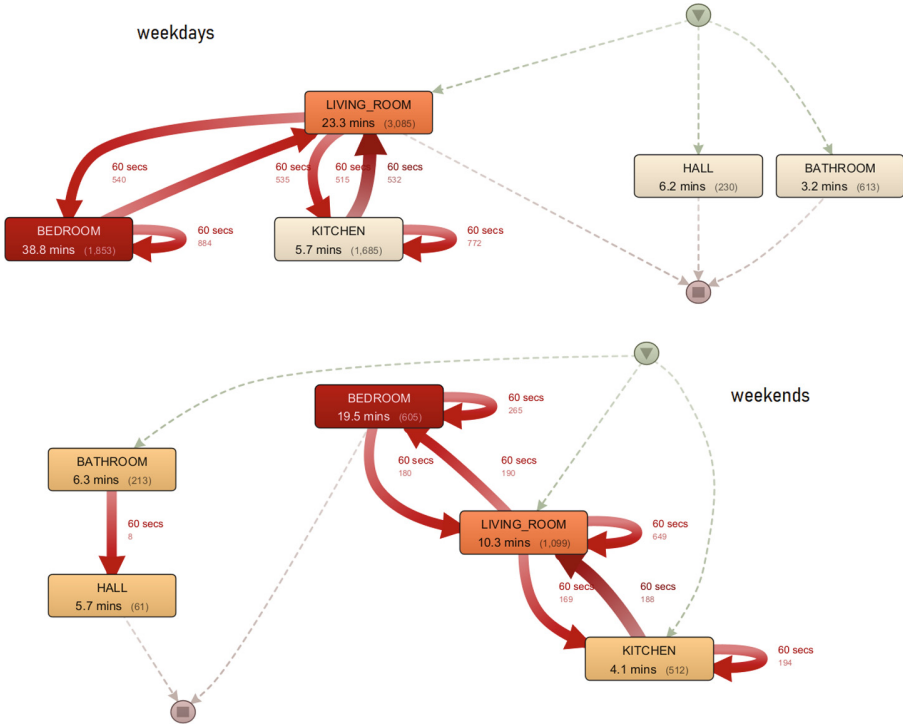 weekdays
LIVING_ROOM
23.3 mins (3,085)
60 secs
540
60 secs
535
60 secs
515
60 secs
532
HALL
6.2 mins (230)
BATHROOM
3.2 mins (613)
BEDROOM
38.8 mins (1,853)
60 secs
884
KITCHEN
5.7 mins (1,685)
60 secs
772
weekends
BEDROOM
19.5 mins (605)
60 secs
265
BATHROOM
6.3 mins (213)
60 secs
180
60 secs
190
60 secs
8
LIVING_ROOM
10.3 mins (1,099)
60 secs
649
HALL
5.7 mins (61)
60 secs
169
60 secs
188
KITCHEN
4.1 mins (512)
60 secs
194